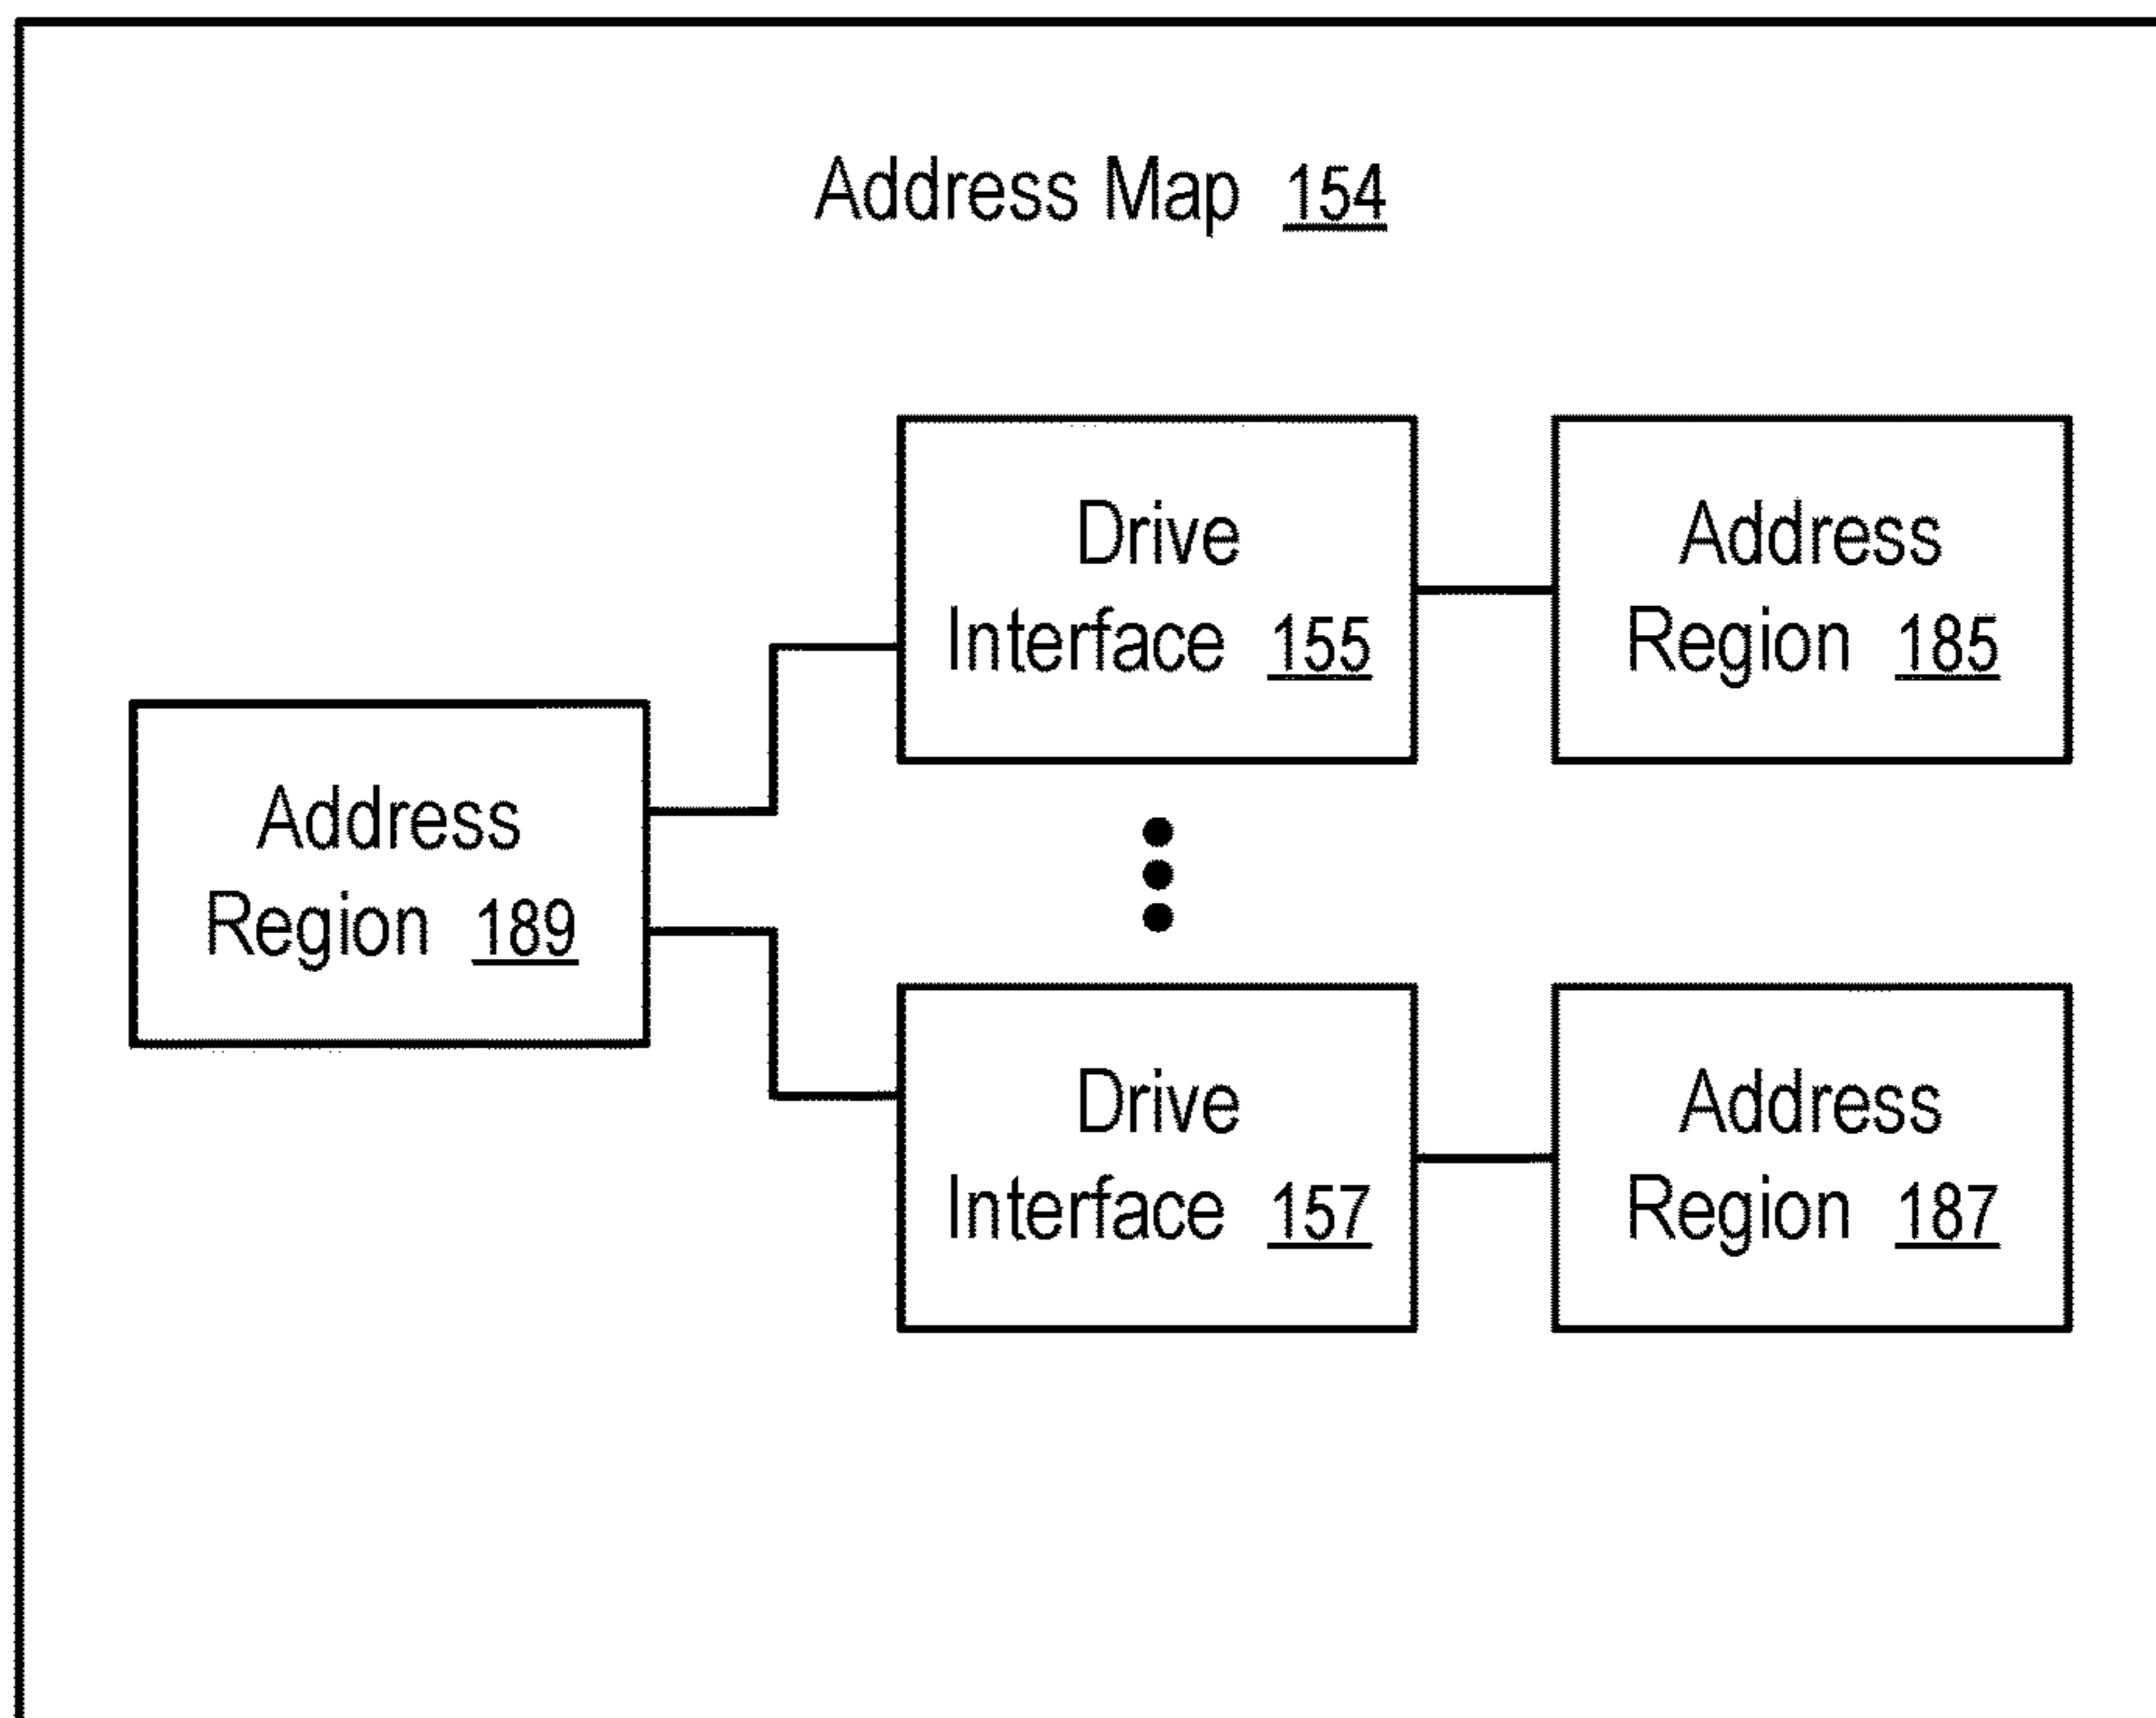 Address Map 154
Drive
Interface 155
Address
Region 185
Address
Region 189
Drive
Interface 157
Address
Region 187